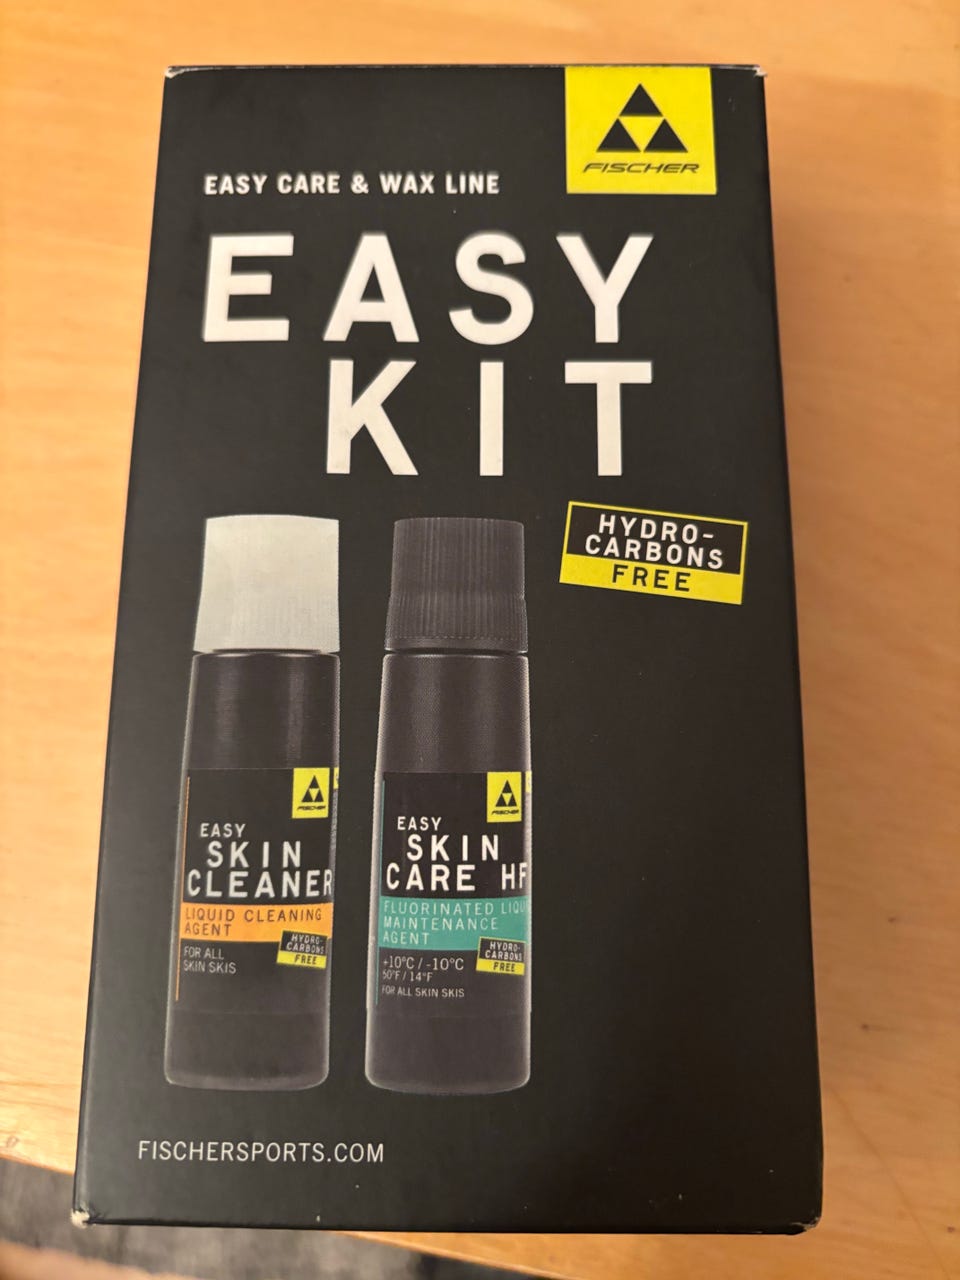 FISCHER
EASY CARE & WAX LINE
EASY
KIT
HYDRO-
CARBONS
FREE
FISCHER
EASY
SKIN
CLEANER
LIQUID CLEANING
AGENT
HYDRO-
CARBONS
FREE
FOR ALL
SKIN SKIS
FISCHER
EASY
SKIN
CARE HF
FLUORINATED LIQU
MAINTENANCE
AGENT
HYDRO-
CARBONS
FREE
+10°C / -10°C
50°F / 14°F
FOR ALL SKIN SKIS
FISCHERSPORTS.COM